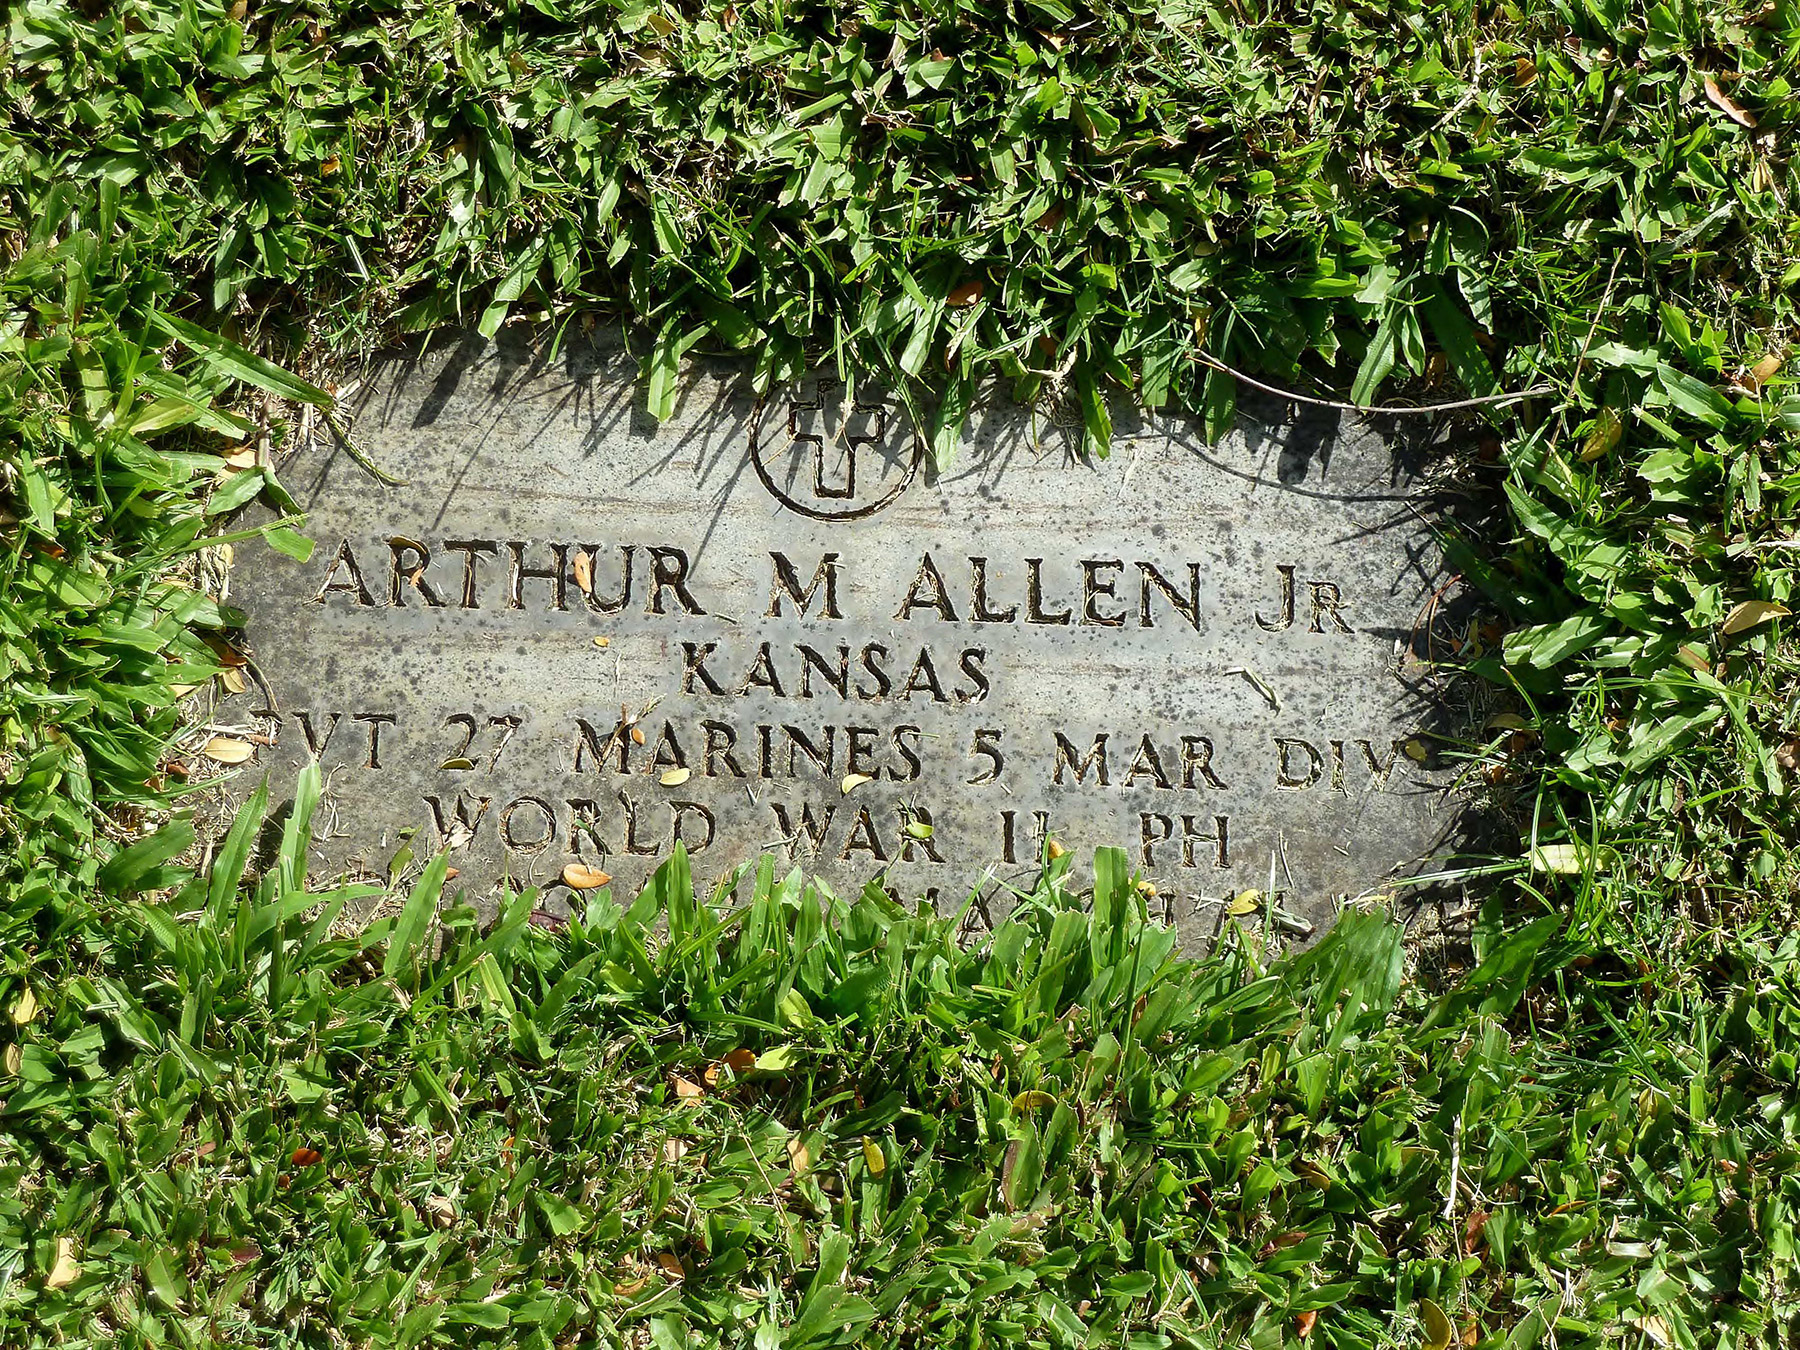 ARTHUR M ALLEN JR
KANSAS
PVT 27 MARINES 5 MAR DIV
WORLD WAR II PH